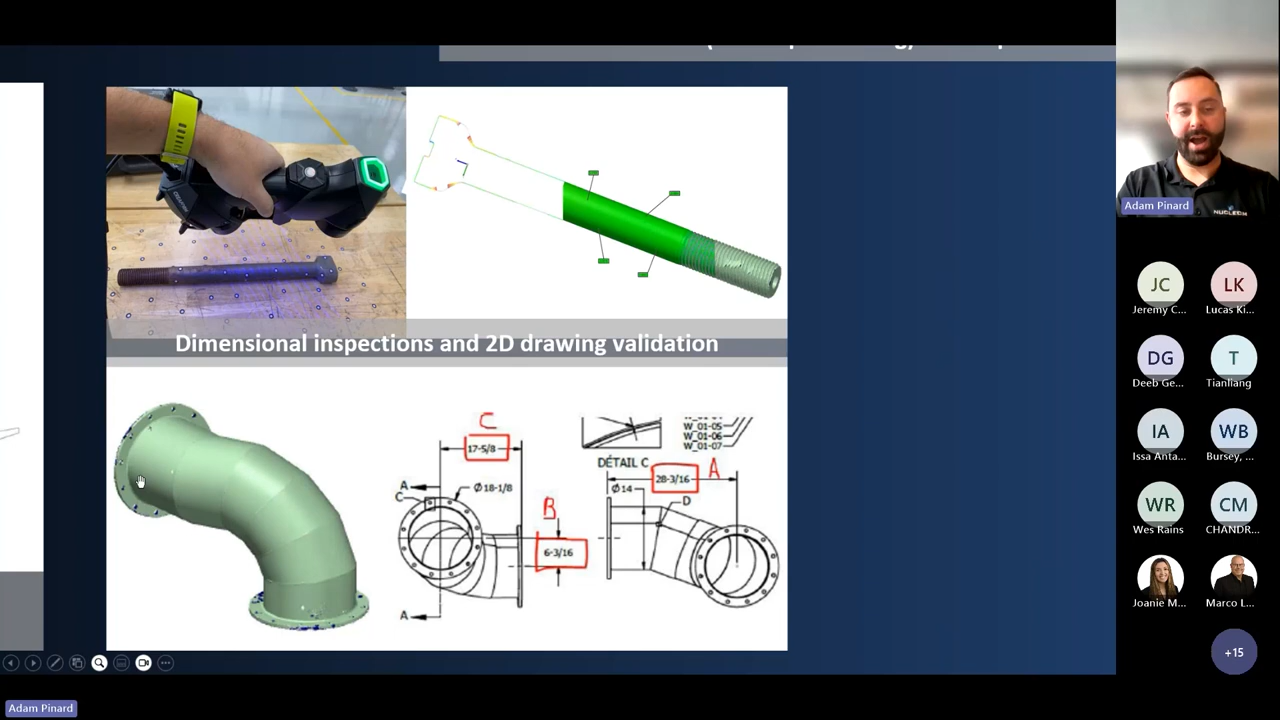 Dimensional inspections and 2D drawing validation
C
17-5/8
A
C
Ø18-1/8
B
6-3/16
A
W_01-05
W_01-06
W_01-07
DÉTAIL C
28-3/16
A
Ø14
D
Adam Pinard
JC
Jeremy C...
LK
Lucas Ki...
DG
Deeb Ge...
T
Tianliang
IA
Issa Anta...
WB
Bursey, ...
WR
Wes Rains
CM
CHANDR...
Joanie M...
Marco L...
+15
Adam Pinard